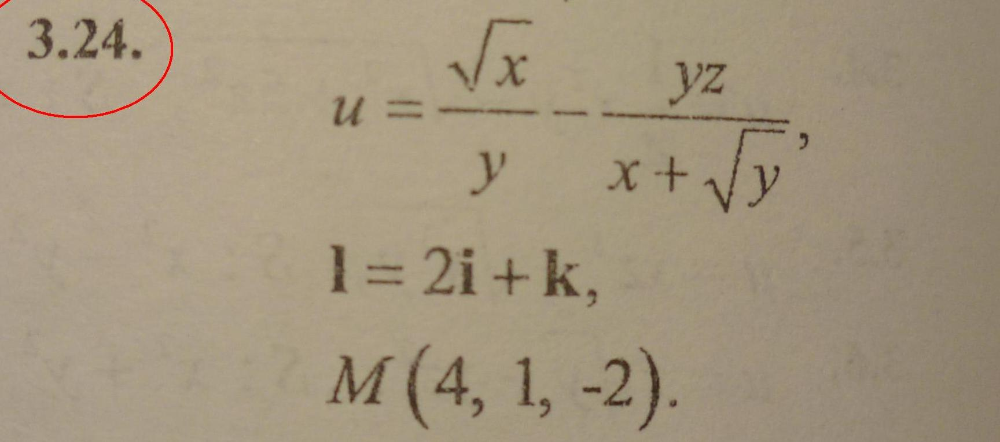 3.24.
u = √x/y − yz/(x + √y),
l = 2i + k,
M(4, 1, -2).